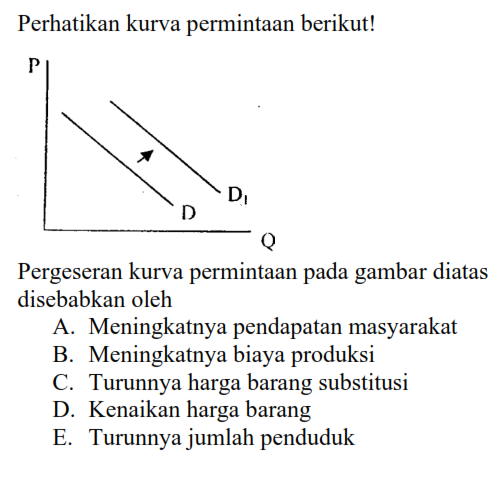 Perhatikan kurva permintaan berikut!
P
D₁
D
Q
Pergeseran kurva permintaan pada gambar diatas
disebabkan oleh
A. Meningkatnya pendapatan masyarakat
B. Meningkatnya biaya produksi
C. Turunnya harga barang substitusi
D. Kenaikan harga barang
E. Turunnya jumlah penduduk